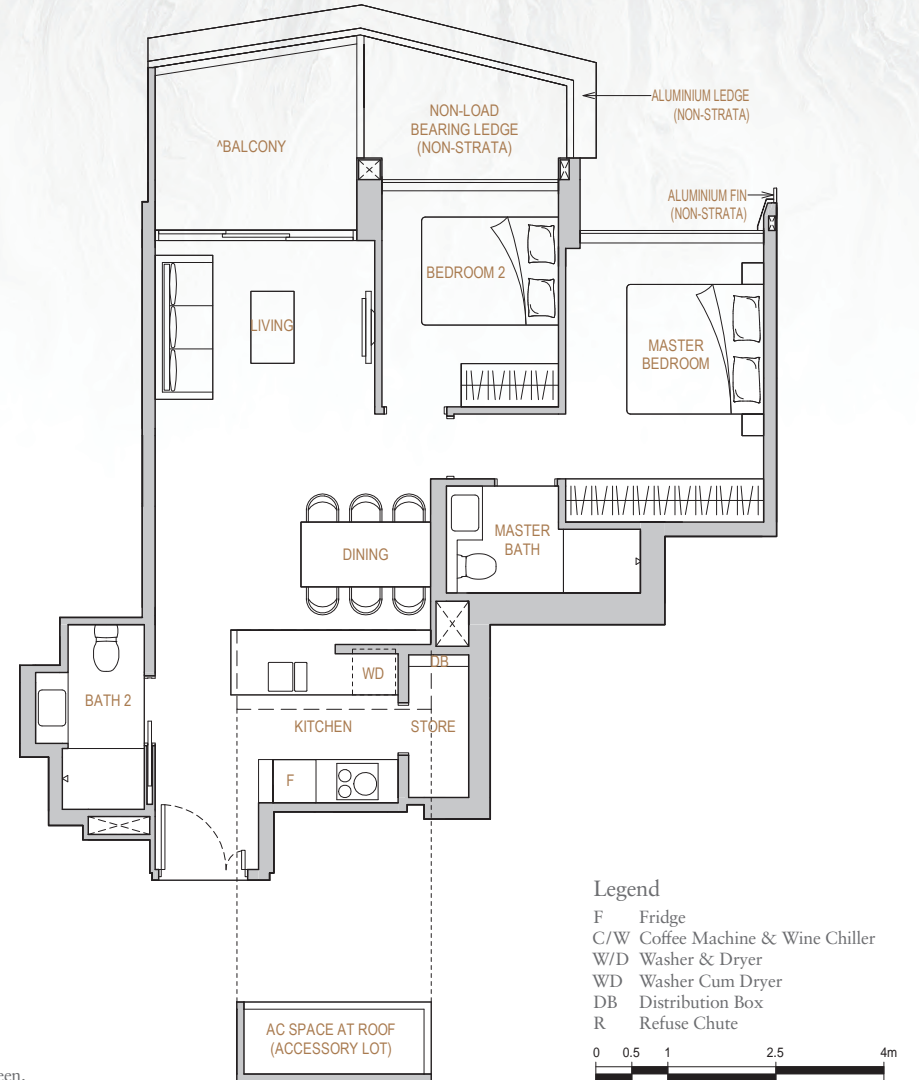 ALUMINIUM LEDGE
(NON-STRATA)
NON-LOAD
BEARING LEDGE
(NON-STRATA)
^BALCONY
ALUMINIUM FIN
(NON-STRATA)
BEDROOM 2
LIVING
MASTER
BEDROOM
MASTER
BATH
DINING
DB
WD
BATH 2
KITCHEN
STORE
F
AC SPACE AT ROOF
(ACCESSORY LOT)
Legend
F Fridge
C/W Coffee Machine & Wine Chiller
W/D Washer & Dryer
WD Washer Cum Dryer
DB Distribution Box
R Refuse Chute
0 0.5 1 2.5 4m